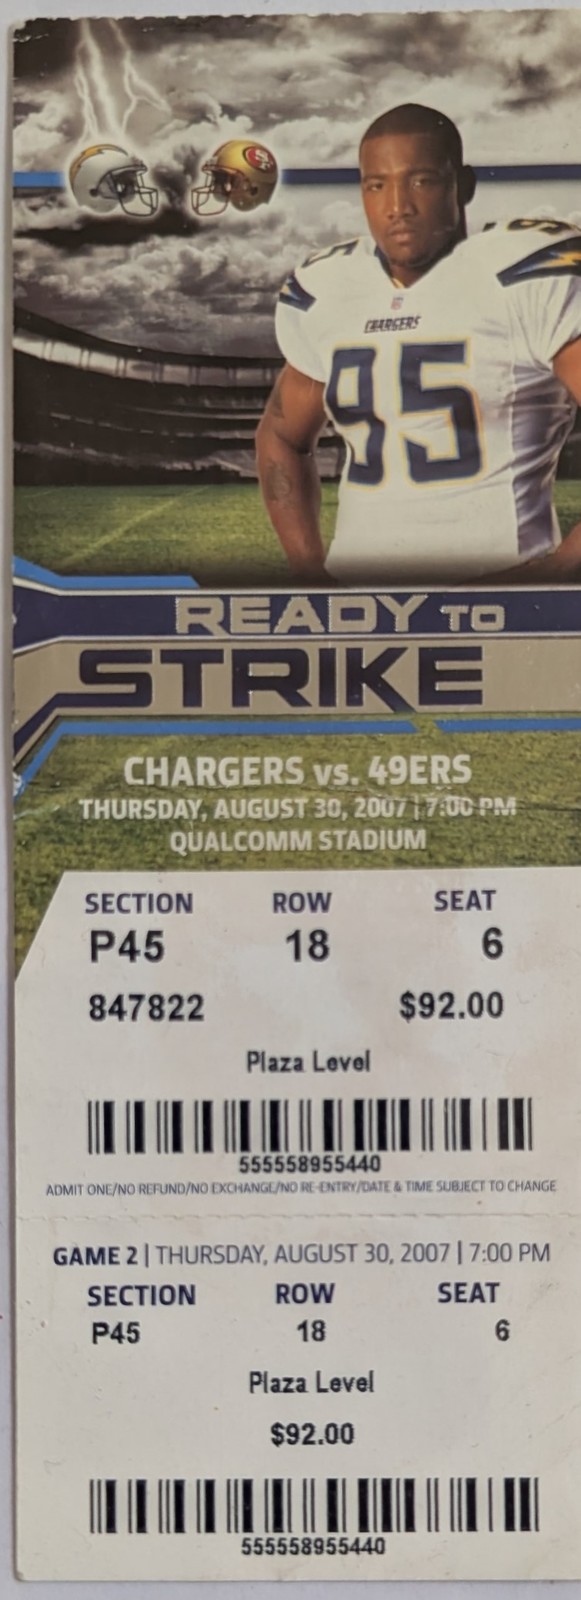 95
CHARGERS
95
READY TO
STRIKE
CHARGERS vs. 49ERS
THURSDAY, AUGUST 30, 2007 | 7:00 PM
QUALCOMM STADIUM
SECTION ROW SEAT
P45 18 6
847822 $92.00
Plaza Level
555558955440
ADMIT ONE/NO REFUND/NO EXCHANGE/NO RE-ENTRY/DATE & TIME SUBJECT TO CHANGE
GAME 2 | THURSDAY, AUGUST 30, 2007 | 7:00 PM
SECTION ROW SEAT
P45 18 6
Plaza Level
$92.00
555558955440